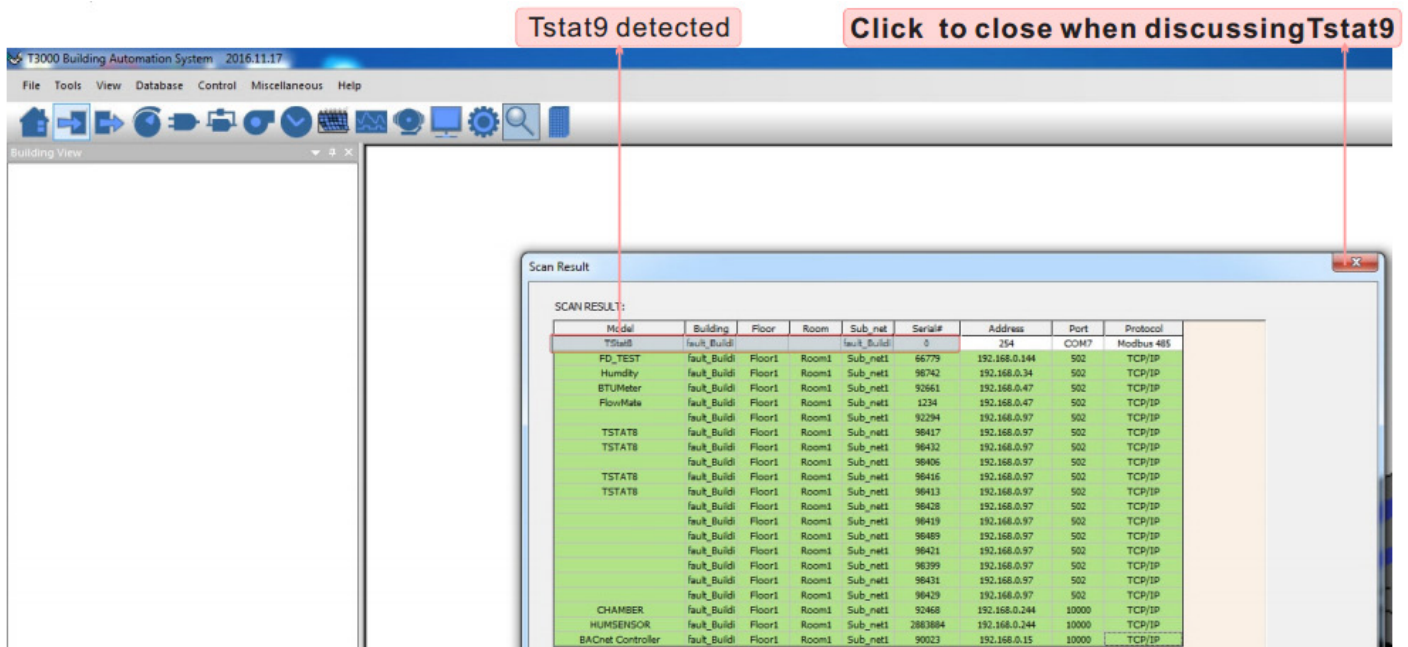 Tstat9 detected
Click to close when discussingTstat9
T3000 Building Automation System 2016.11.17
File Tools View Database Control Miscellaneous Help
Building View
Scan Result
SCAN RESULT:
Model Building Floor Room Sub_net Serial# Address Port Protocol
TStat8 fault_Buildi fault_Buildi 0 254 COM7 Modbus 485
FD_TEST fault_Buildi Floor1 Room1 Sub_net1 66779 192.168.0.144 502 TCP/IP
Humdity fault_Buildi Floor1 Room1 Sub_net1 98742 192.168.0.34 502 TCP/IP
BTUMeter fault_Buildi Floor1 Room1 Sub_net1 92661 192.168.0.47 502 TCP/IP
FlowMate fault_Buildi Floor1 Room1 Sub_net1 1234 192.168.0.47 502 TCP/IP
fault_Buildi Floor1 Room1 Sub_net1 92294 192.168.0.97 502 TCP/IP
TSTAT8 fault_Buildi Floor1 Room1 Sub_net1 98417 192.168.0.97 502 TCP/IP
TSTAT8 fault_Buildi Floor1 Room1 Sub_net1 98432 192.168.0.97 502 TCP/IP
fault_Buildi Floor1 Room1 Sub_net1 98406 192.168.0.97 502 TCP/IP
TSTAT8 fault_Buildi Floor1 Room1 Sub_net1 98416 192.168.0.97 502 TCP/IP
TSTAT8 fault_Buildi Floor1 Room1 Sub_net1 98413 192.168.0.97 502 TCP/IP
fault_Buildi Floor1 Room1 Sub_net1 98428 192.168.0.97 502 TCP/IP
fault_Buildi Floor1 Room1 Sub_net1 98419 192.168.0.97 502 TCP/IP
fault_Buildi Floor1 Room1 Sub_net1 98489 192.168.0.97 502 TCP/IP
fault_Buildi Floor1 Room1 Sub_net1 98421 192.168.0.97 502 TCP/IP
fault_Buildi Floor1 Room1 Sub_net1 98399 192.168.0.97 502 TCP/IP
fault_Buildi Floor1 Room1 Sub_net1 98431 192.168.0.97 502 TCP/IP
fault_Buildi Floor1 Room1 Sub_net1 98429 192.168.0.97 502 TCP/IP
CHAMBER fault_Buildi Floor1 Room1 Sub_net1 92468 192.168.0.244 10000 TCP/IP
HUMSENSOR fault_Buildi Floor1 Room1 Sub_net1 2883884 192.168.0.244 10000 TCP/IP
BACnet Controller fault_Buildi Floor1 Room1 Sub_net1 90023 192.168.0.15 10000 TCP/IP